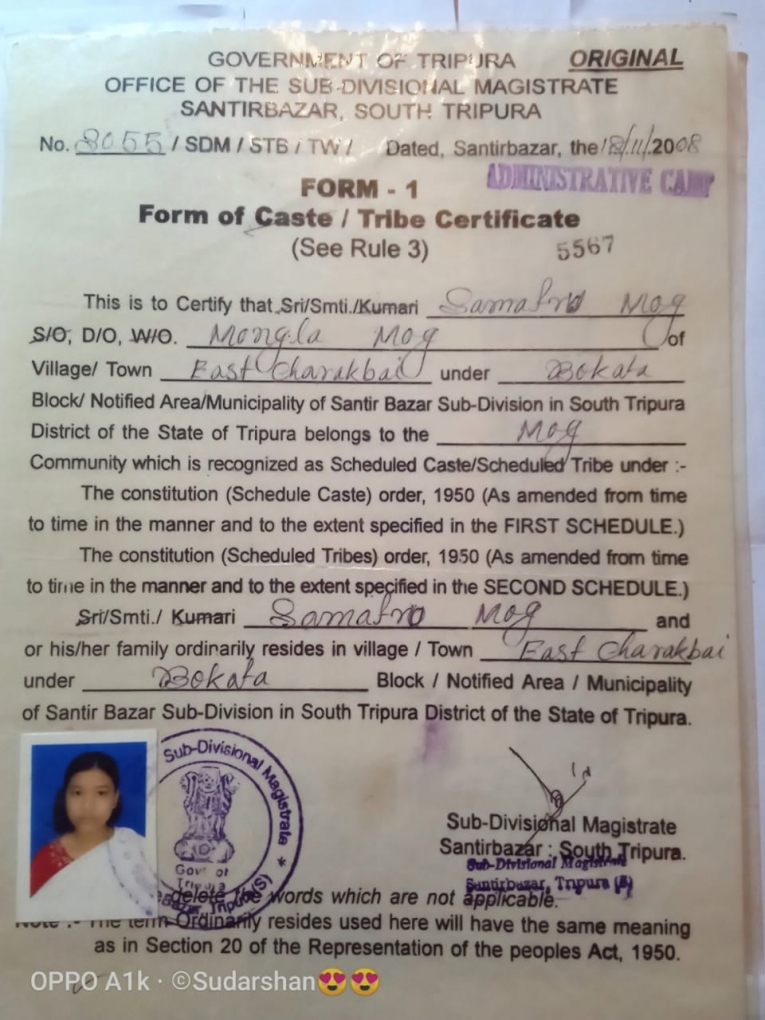 GOVERNMENT OF TRIPURA ORIGINAL
OFFICE OF THE SUB-DIVISIONAL MAGISTRATE
SANTIRBAZAR, SOUTH TRIPURA
No. 8055 / SDM / STB / TW / Dated, Santirbazar, the 18/11/2008
ADMINISTRATIVE CAMP
FORM - 1
Form of Caste / Tribe Certificate
(See Rule 3) 5567
This is to Certify that Sri/Smti./Kumari Mog
S/O, D/O, W/O. Mongla Mog of
Village/ Town East Charakbai under Bokafa
Block/ Notified Area/Municipality of Santir Bazar Sub-Division in South Tripura
District of the State of Tripura belongs to the Mog
Community which is recognized as Scheduled Caste/Scheduled Tribe under :-
The constitution (Schedule Caste) order, 1950 (As amended from time
to time in the manner and to the extent specified in the FIRST SCHEDULE.)
The constitution (Scheduled Tribes) order, 1950 (As amended from time
to time in the manner and to the extent specified in the SECOND SCHEDULE.)
Sri/Smti./ Kumari Mog and
or his/her family ordinarily resides in village / Town East Charakbai
under Bokafa Block / Notified Area / Municipality
of Santir Bazar Sub-Division in South Tripura District of the State of Tripura.
Sub-Divisional Magistrate *
Govt of
Tripura
Bazar, Tripura(S)
Sub-Divisional Magistrate
Santirbazar : South Tripura.
Sub-Divisional Magistrate
Santirbazar, Tripura (S)
delete the words which are not applicable.
Note :- The term Ordinarily resides used here will have the same meaning
as in Section 20 of the Representation of the peoples Act, 1950.
OPPO A1k · ©Sudarshan😍😍